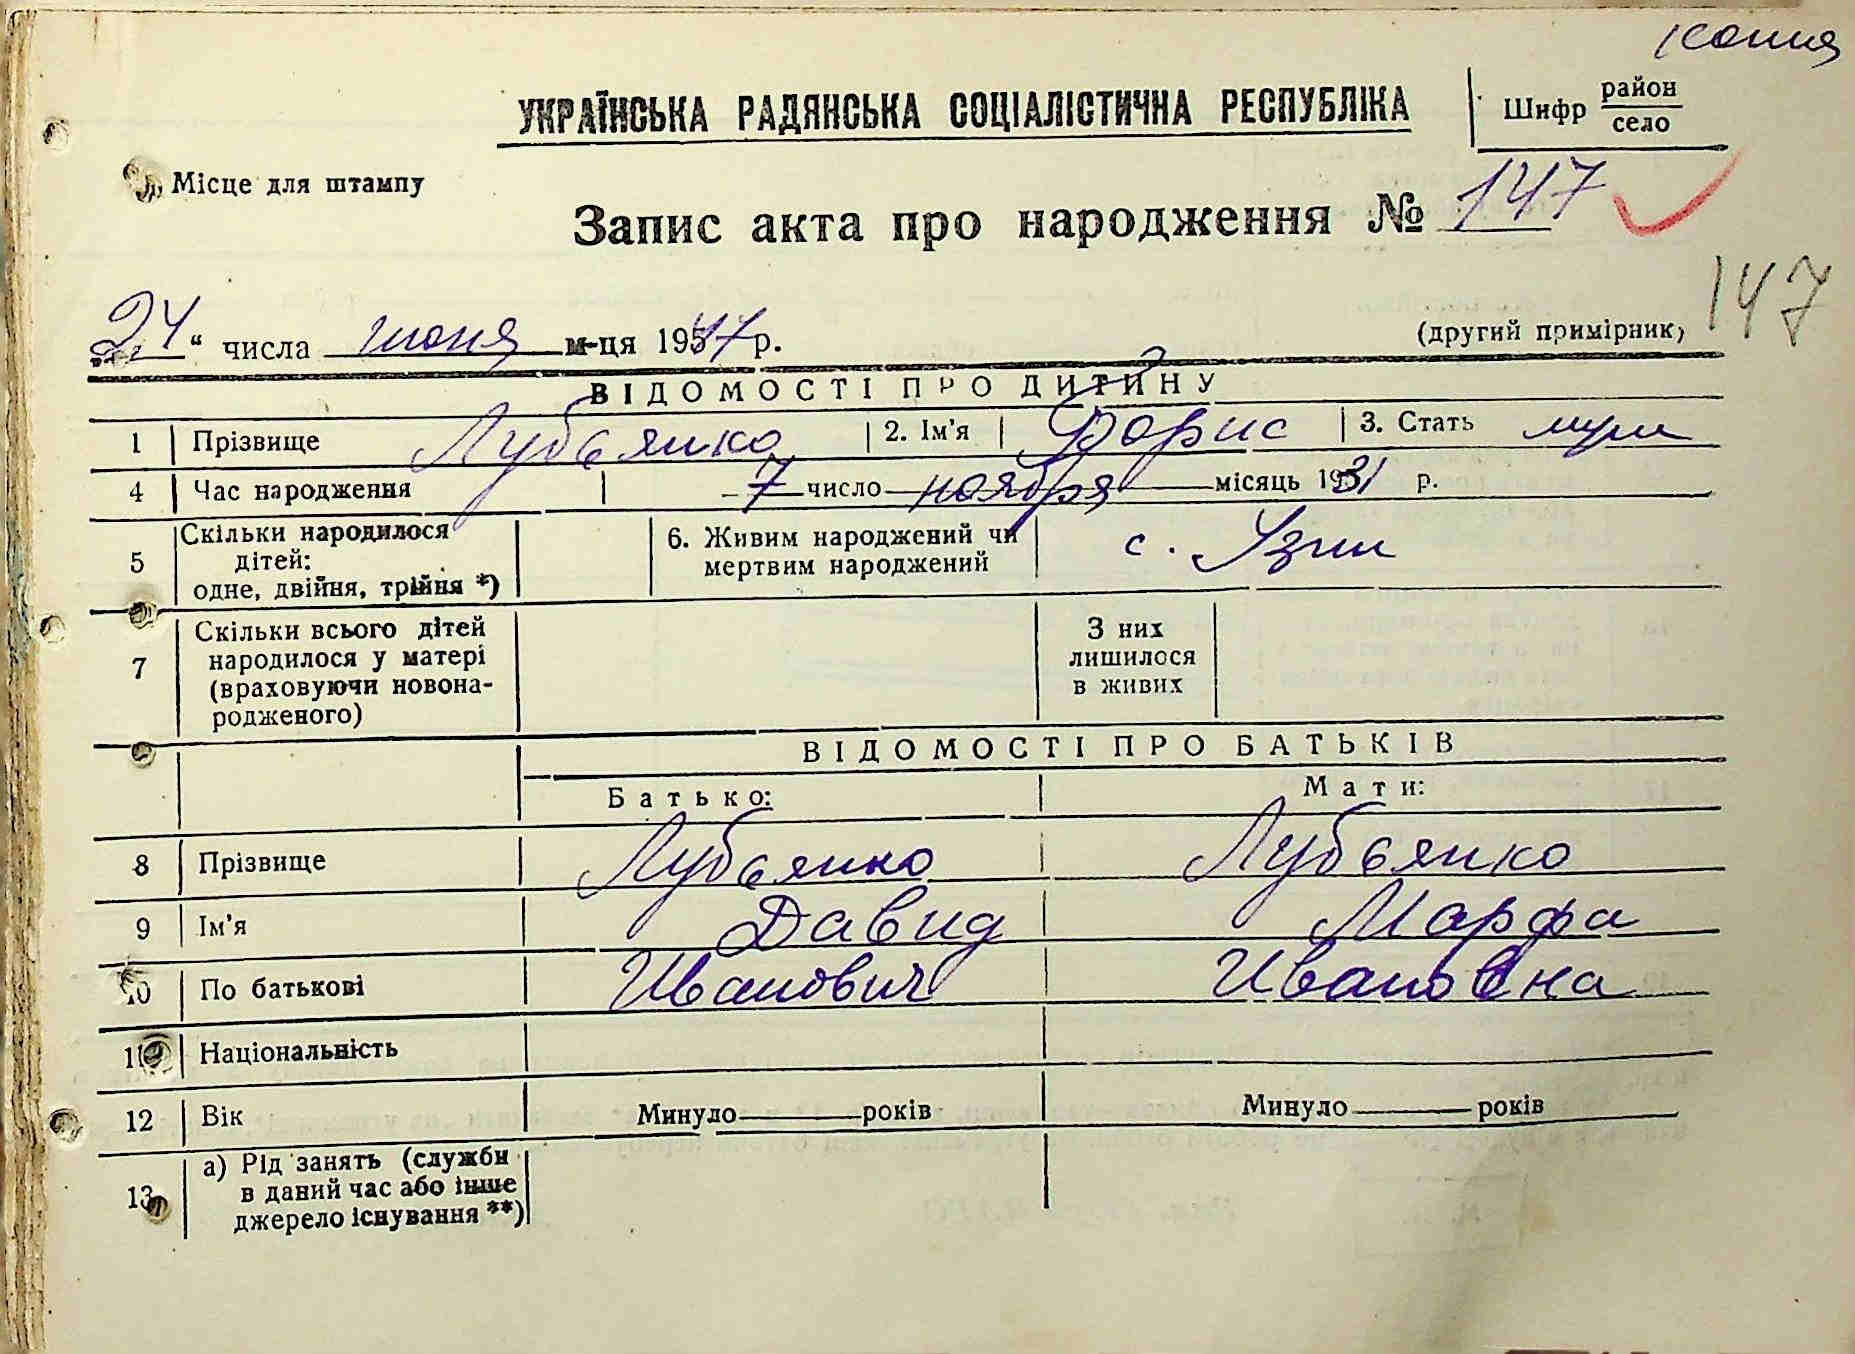 копия
УКРАЇНСЬКА РАДЯНСЬКА СОЦІАЛІСТИЧНА РЕСПУБЛІКА
Шифр район
село
Місце для штампу
Запис акта про народження № 147
147
24 " числа июня м-ця 1947 р.
(другий примірник)
ВІДОМОСТІ ПРО ДИТИНУ
1 Прізвище Лубьянко 2. Ім'я Борис 3. Стать муж
4 Час народження 7 число ноября місяць 1931 р.
5 Скільки народилося дітей: одне, двійня, трійня *) 6. Живим народжений чи мертвим народжений с. Узин
7 Скільки всього дітей народилося у матері (враховуючи новонародженого) З них лишилося в живих
ВІДОМОСТІ ПРО БАТЬКІВ
Батько: Мати:
8 Прізвище Лубьянко Лубьянко
9 Ім'я Давид Марфа
10 По батькові Иванович Ивановна
11 Національність
12 Вік Минуло років Минуло років
13 а) Рід занять (служби в даний час або інше джерело існування **)